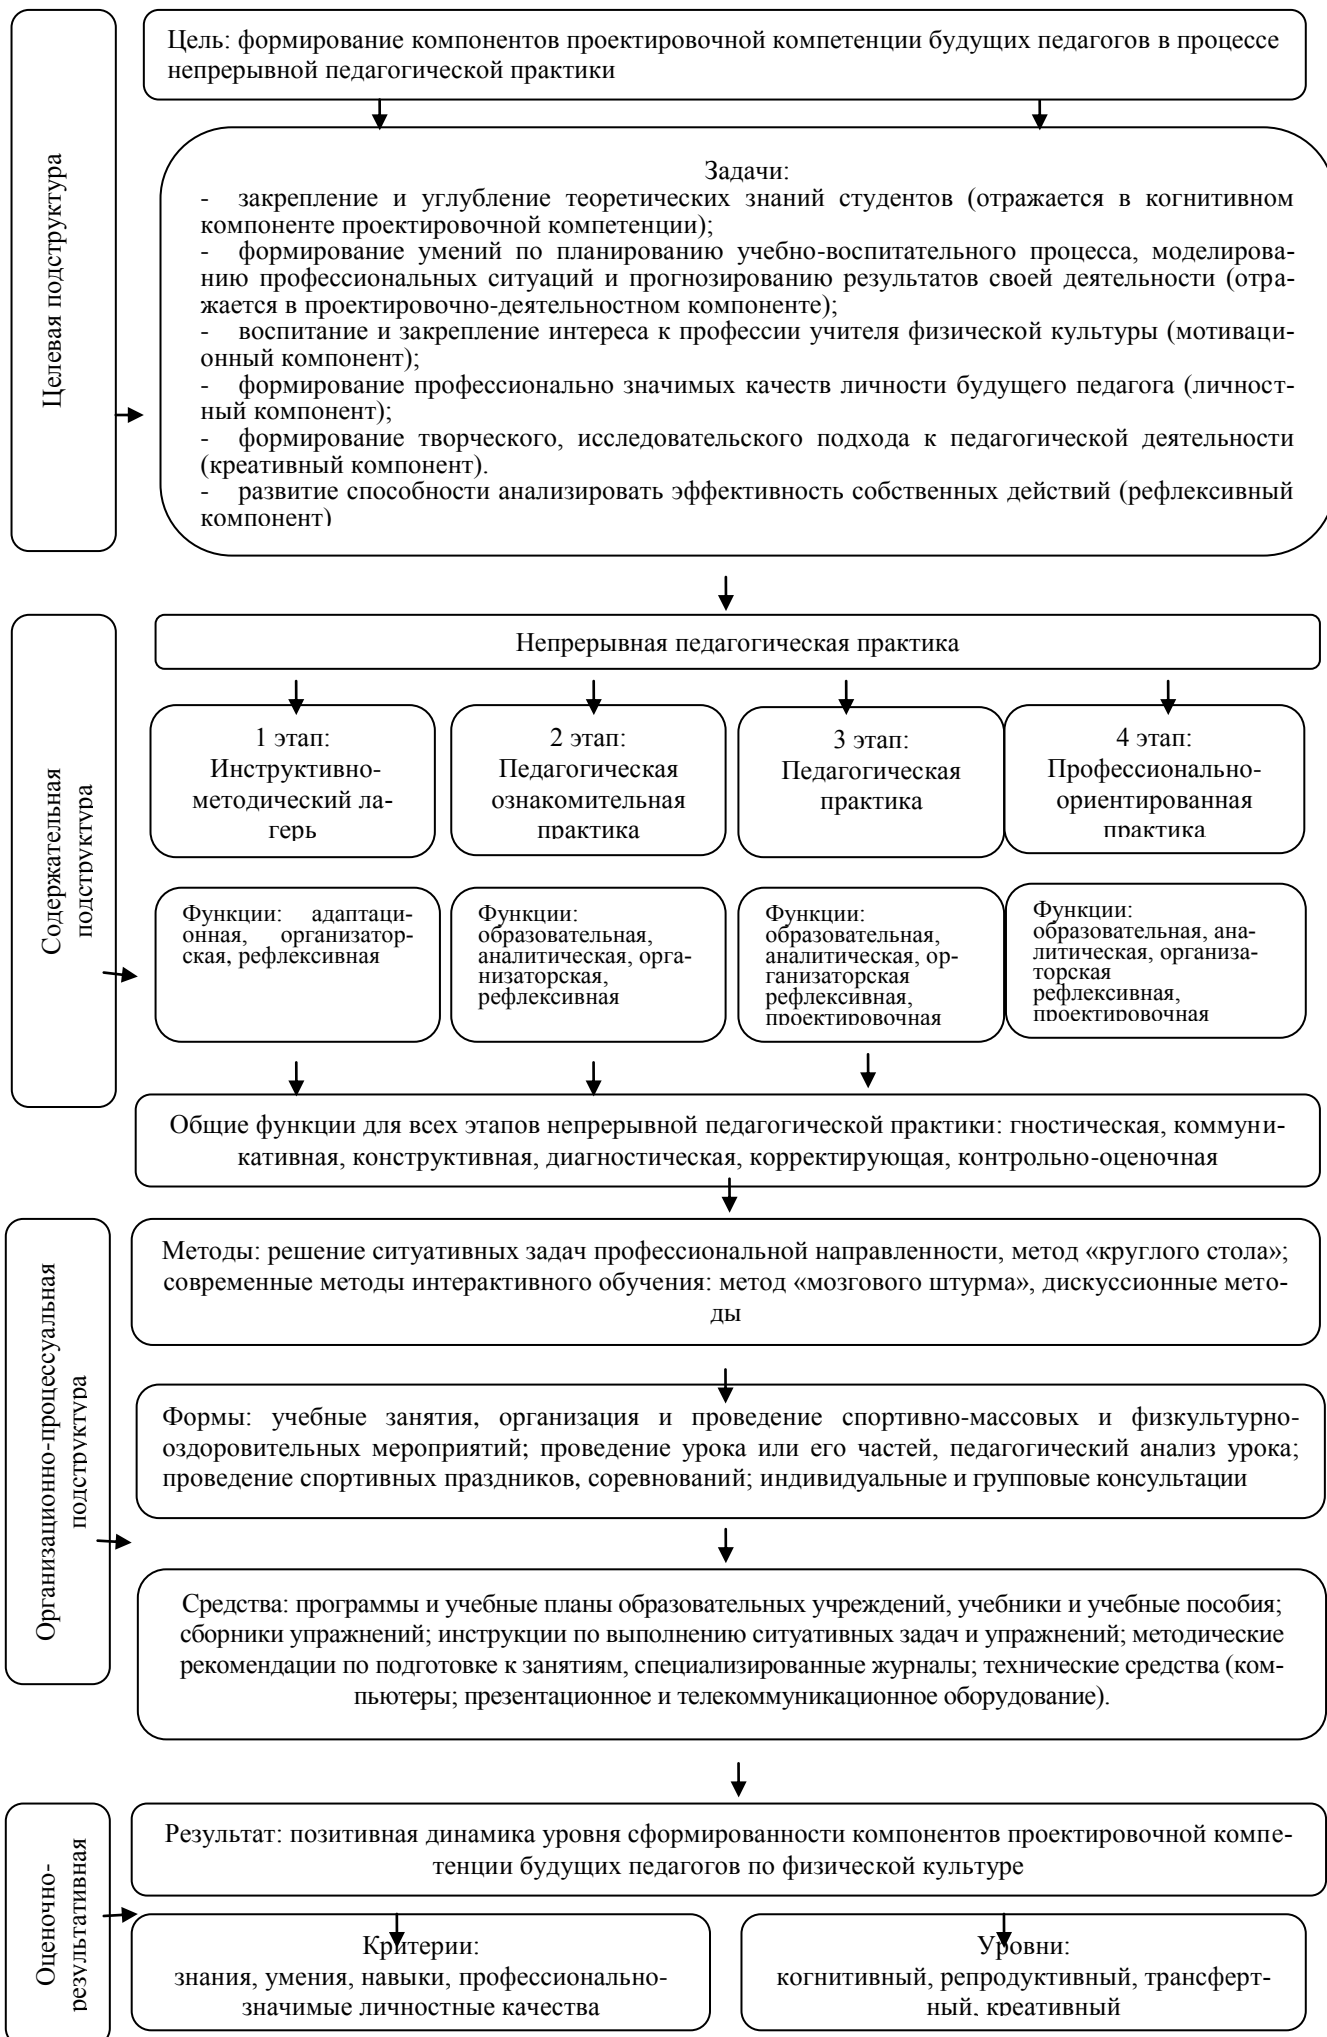 Целевая подструктура
Цель: формирование компонентов проектировочной компетенции будущих педагогов в процессе
непрерывной педагогической практики
Задачи:
- закрепление и углубление теоретических знаний студентов (отражается в когнитивном
компоненте проектировочной компетенции);
- формирование умений по планированию учебно-воспитательного процесса, моделирова-
нию профессиональных ситуаций и прогнозированию результатов своей деятельности (отра-
жается в проектировочно-деятельностном компоненте);
- воспитание и закрепление интереса к профессии учителя физической культуры (мотиваци-
онный компонент);
- формирование профессионально значимых качеств личности будущего педагога (личност-
ный компонент);
- формирование творческого, исследовательского подхода к педагогической деятельности
(креативный компонент).
- развитие способности анализировать эффективность собственных действий (рефлексивный
компонент)
Содержательная
подструктура
Непрерывная педагогическая практика
1 этап:
Инструктивно-
методический ла-
герь
2 этап:
Педагогическая
ознакомительная
практика
3 этап:
Педагогическая
практика
4 этап:
Профессионально-
ориентированная
практика
Функции: адаптаци-
онная, организатор-
ская, рефлексивная
Функции:
образовательная,
аналитическая, орга-
низаторская,
рефлексивная
Функции:
образовательная,
аналитическая, ор-
ганизаторская
рефлексивная,
проектировочная
Функции:
образовательная, ана-
литическая, организа-
торская
рефлексивная,
проектировочная
Общие функции для всех этапов непрерывной педагогической практики: гностическая, коммуни-
кативная, конструктивная, диагностическая, корректирующая, контрольно-оценочная
Организационно-процессуальная
подструктура
Методы: решение ситуативных задач профессиональной направленности, метод «круглого стола»;
современные методы интерактивного обучения: метод «мозгового штурма», дискуссионные мето-
ды
Формы: учебные занятия, организация и проведение спортивно-массовых и физкультурно-
оздоровительных мероприятий; проведение урока или его частей, педагогический анализ урока;
проведение спортивных праздников, соревнований; индивидуальные и групповые консультации
Средства: программы и учебные планы образовательных учреждений, учебники и учебные пособия;
сборники упражнений; инструкции по выполнению ситуативных задач и упражнений; методические
рекомендации по подготовке к занятиям, специализированные журналы; технические средства (ком-
пьютеры; презентационное и телекоммуникационное оборудование).
Оценочно-
результативная
Результат: позитивная динамика уровня сформированности компонентов проектировочной компе-
тенции будущих педагогов по физической культуре
Критерии:
знания, умения, навыки, профессионально-
значимые личностные качества
Уровни:
когнитивный, репродуктивный, трансферт-
ный, креативный